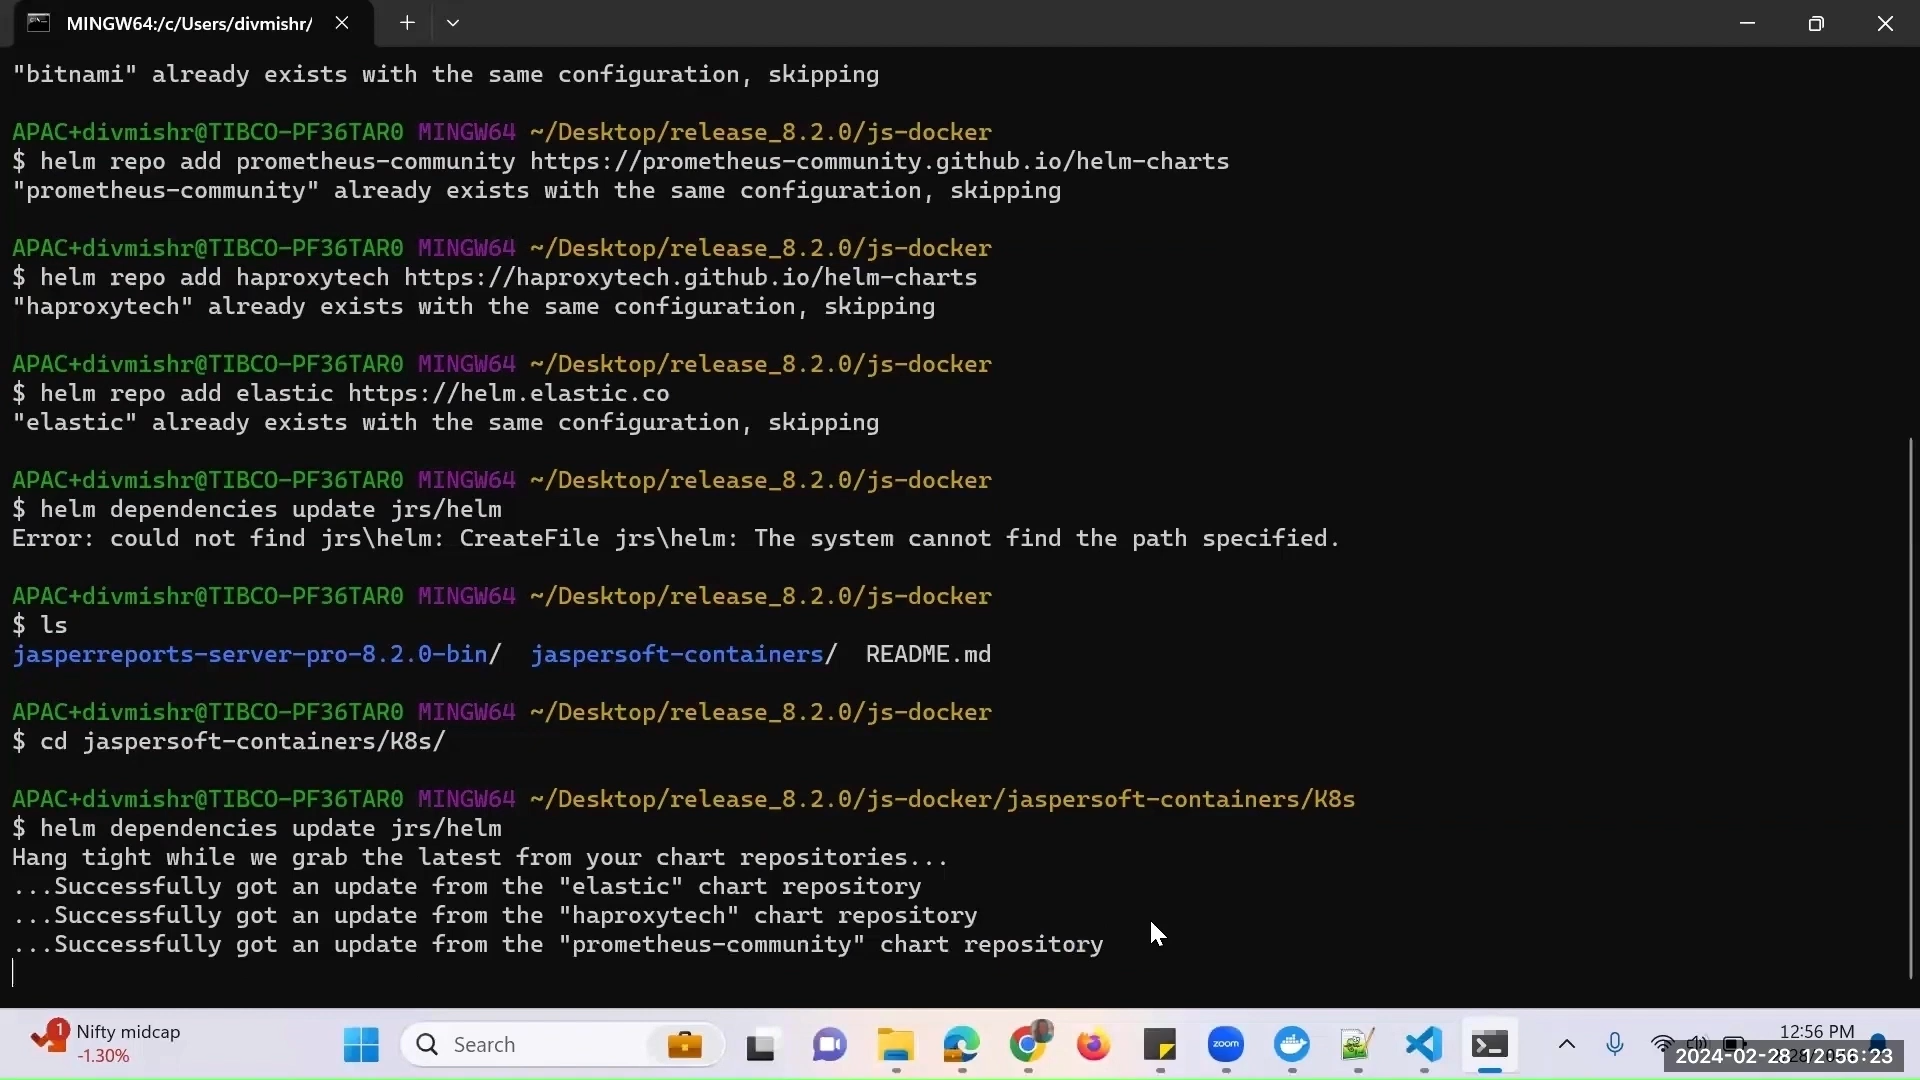 MINGW64:/c/Users/divmishr/
"bitnami" already exists with the same configuration, skipping
APAC+divmishr@TIBCO-PF36TAR0 MINGW64 ~/Desktop/release_8.2.0/js-docker
$ helm repo add prometheus-community https://prometheus-community.github.io/helm-charts
"prometheus-community" already exists with the same configuration, skipping
APAC+divmishr@TIBCO-PF36TAR0 MINGW64 ~/Desktop/release_8.2.0/js-docker
$ helm repo add haproxytech https://haproxytech.github.io/helm-charts
"haproxytech" already exists with the same configuration, skipping
APAC+divmishr@TIBCO-PF36TAR0 MINGW64 ~/Desktop/release_8.2.0/js-docker
$ helm repo add elastic https://helm.elastic.co
"elastic" already exists with the same configuration, skipping
APAC+divmishr@TIBCO-PF36TAR0 MINGW64 ~/Desktop/release_8.2.0/js-docker
$ helm dependencies update jrs/helm
Error: could not find jrs\helm: CreateFile jrs\helm: The system cannot find the path specified.
APAC+divmishr@TIBCO-PF36TAR0 MINGW64 ~/Desktop/release_8.2.0/js-docker
$ ls
jasperreports-server-pro-8.2.0-bin/ jaspersoft-containers/ README.md
APAC+divmishr@TIBCO-PF36TAR0 MINGW64 ~/Desktop/release_8.2.0/js-docker
$ cd jaspersoft-containers/K8s/
APAC+divmishr@TIBCO-PF36TAR0 MINGW64 ~/Desktop/release_8.2.0/js-docker/jaspersoft-containers/K8s
$ helm dependencies update jrs/helm
Hang tight while we grab the latest from your chart repositories...
...Successfully got an update from the "elastic" chart repository
...Successfully got an update from the "haproxytech" chart repository
...Successfully got an update from the "prometheus-community" chart repository
1 Nifty midcap
-1.30%
Search
zoom
12:56 PM
2024-02-28 12:56:23